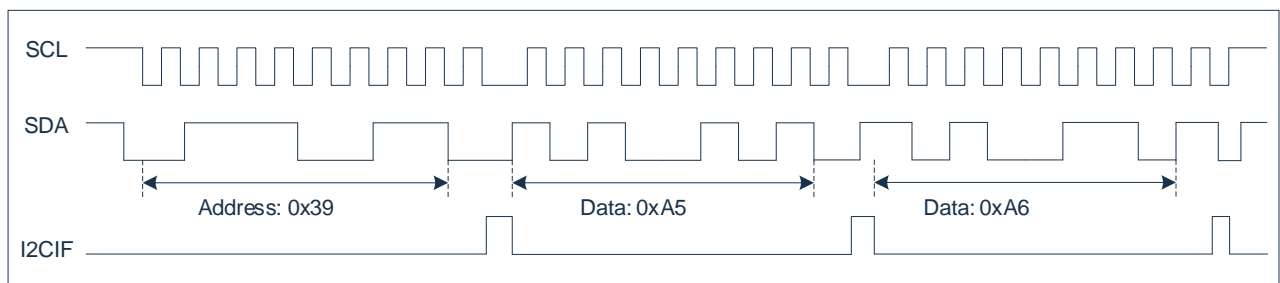 SCL
SDA
Address: 0x39 Data: 0xA5 Data: 0xA6
I2CIF